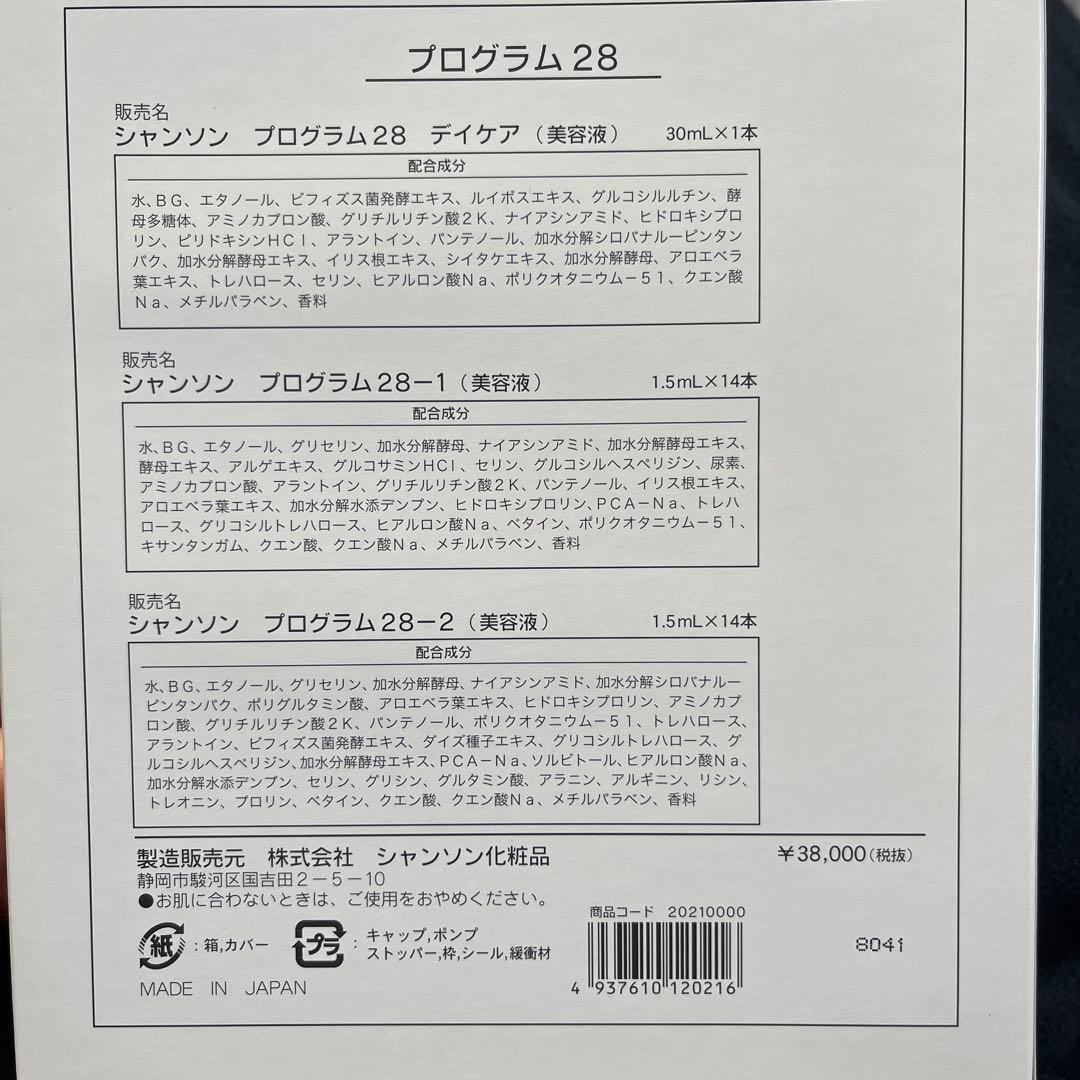 プログラム28
販売名
シャンソン　プログラム28　デイケア（美容液）　30mL×1本
配合成分
水、BG、エタノール、ビフィズス菌発酵エキス、ルイボスエキス、グルコシルルチン、酵
母多糖体、アミノカプロン酸、グリチルリチン酸2K、ナイアシンアミド、ヒドロキシプロ
リン、ピリドキシンHCl、アラントイン、パンテノール、加水分解シロバナルーピンタン
パク、加水分解酵母エキス、イリス根エキス、シイタケエキス、加水分解酵母、アロエベラ
葉エキス、トレハロース、セリン、ヒアルロン酸Na、ポリクオタニウム－51、クエン酸
Na、メチルパラベン、香料
販売名
シャンソン　プログラム28－1（美容液）　1.5mL×14本
配合成分
水、BG、エタノール、グリセリン、加水分解酵母、ナイアシンアミド、加水分解酵母エキス、
酵母エキス、アルゲエキス、グルコサミンHCl、セリン、グルコシルヘスペリジン、尿素、
アミノカプロン酸、アラントイン、グリチルリチン酸2K、パンテノール、イリス根エキス、
アロエベラ葉エキス、加水分解水添デンプン、ヒドロキシプロリン、PCA－Na、トレハ
ロース、グリコシルトレハロース、ヒアルロン酸Na、ベタイン、ポリクオタニウム－51、
キサンタンガム、クエン酸、クエン酸Na、メチルパラベン、香料
販売名
シャンソン　プログラム28－2（美容液）　1.5mL×14本
配合成分
水、BG、エタノール、グリセリン、加水分解酵母、ナイアシンアミド、加水分解シロバナルー
ピンタンパク、ポリグルタミン酸、アロエベラ葉エキス、ヒドロキシプロリン、アミノカプ
ロン酸、グリチルリチン酸2K、パンテノール、ポリクオタニウム－51、トレハロース、
アラントイン、ビフィズス菌発酵エキス、ダイズ種子エキス、グリコシルトレハロース、グ
ルコシルヘスペリジン、加水分解酵母エキス、PCA－Na、ソルビトール、ヒアルロン酸Na、
加水分解水添デンプン、セリン、グリシン、グルタミン酸、アラニン、アルギニン、リシン、
トレオニン、プロリン、ベタイン、クエン酸、クエン酸Na、メチルパラベン、香料
製造販売元　株式会社　シャンソン化粧品　￥38,000（税抜）
静岡市駿河区国吉田2－5－10
●お肌に合わないときは、ご使用をおやめください。
商品コード　20210000
紙：箱,カバー
プラ：キャップ,ポンプ
ストッパー,枠,シール,緩衝材
8041
4 937610 120216
MADE IN JAPAN